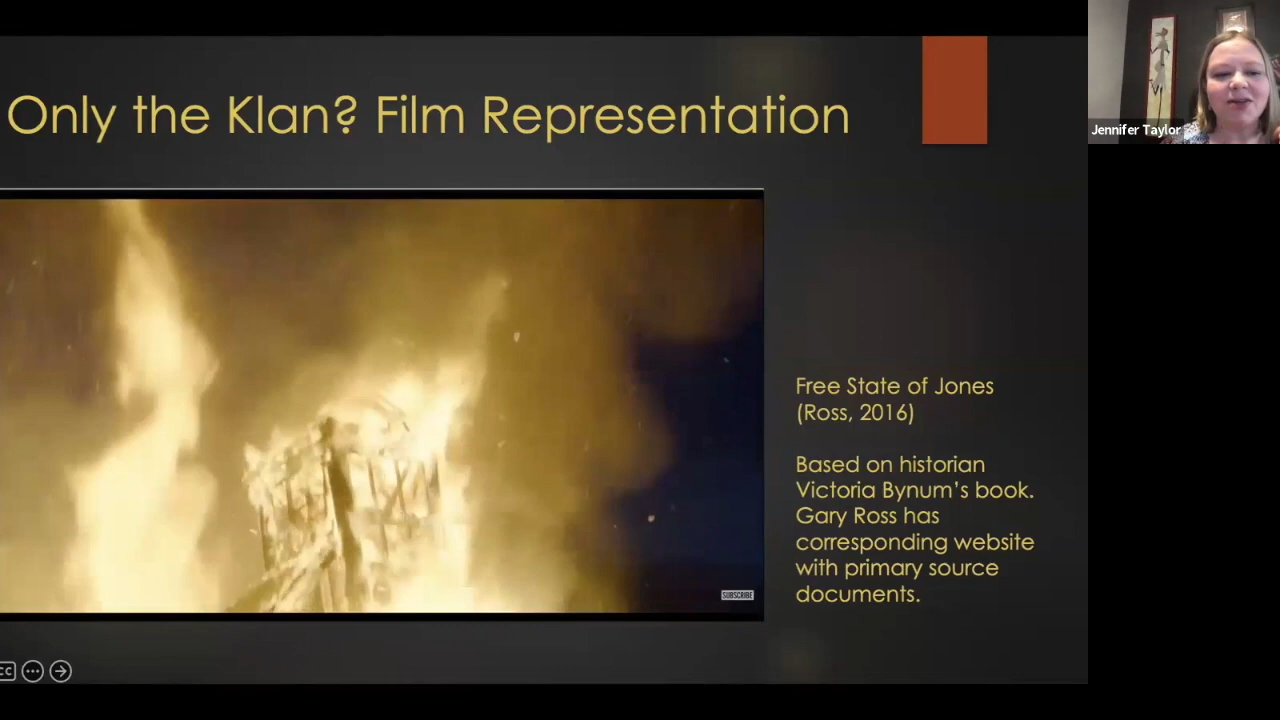 Only the Klan? Film Representation
Jennifer Taylor
Free State of Jones
(Ross, 2016)
Based on historian
Victoria Bynum’s book.
Gary Ross has
corresponding website
with primary source
documents.
SUBSCRIBE
CC